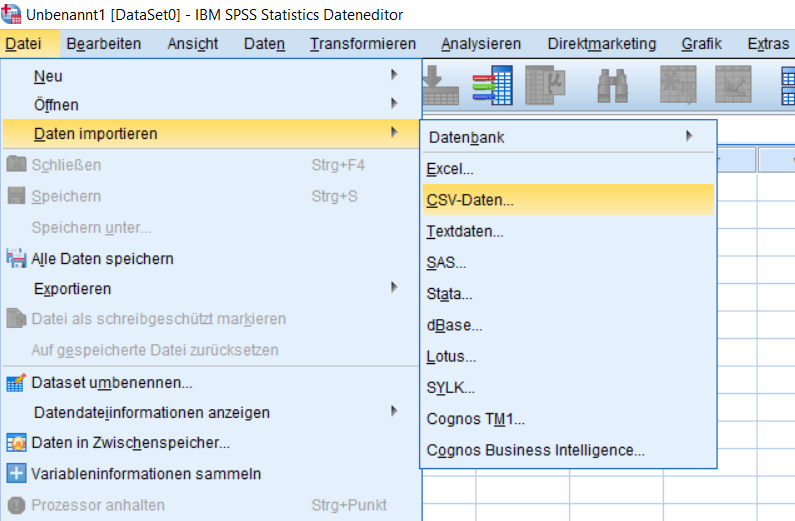 Unbenannt1 [DataSet0] - IBM SPSS Statistics Dateneditor
Datei Bearbeiten Ansicht Daten Transformieren Analysieren Direktmarketing Grafik Extras
Neu
Öffnen
Daten importieren
Schließen Strg+F4
Speichern Strg+S
Speichern unter...
Alle Daten speichern
Exportieren
Datei als schreibgeschützt markieren
Auf gespeicherte Datei zurücksetzen
Dataset umbenennen...
Datendateiinformationen anzeigen
Daten in Zwischenspeicher...
Variableninformationen sammeln
Prozessor anhalten Strg+Punkt
Datenbank
Excel...
CSV-Daten...
Textdaten...
SAS...
Stata...
dBase...
Lotus...
SYLK...
Cognos TM1...
Cognos Business Intelligence...